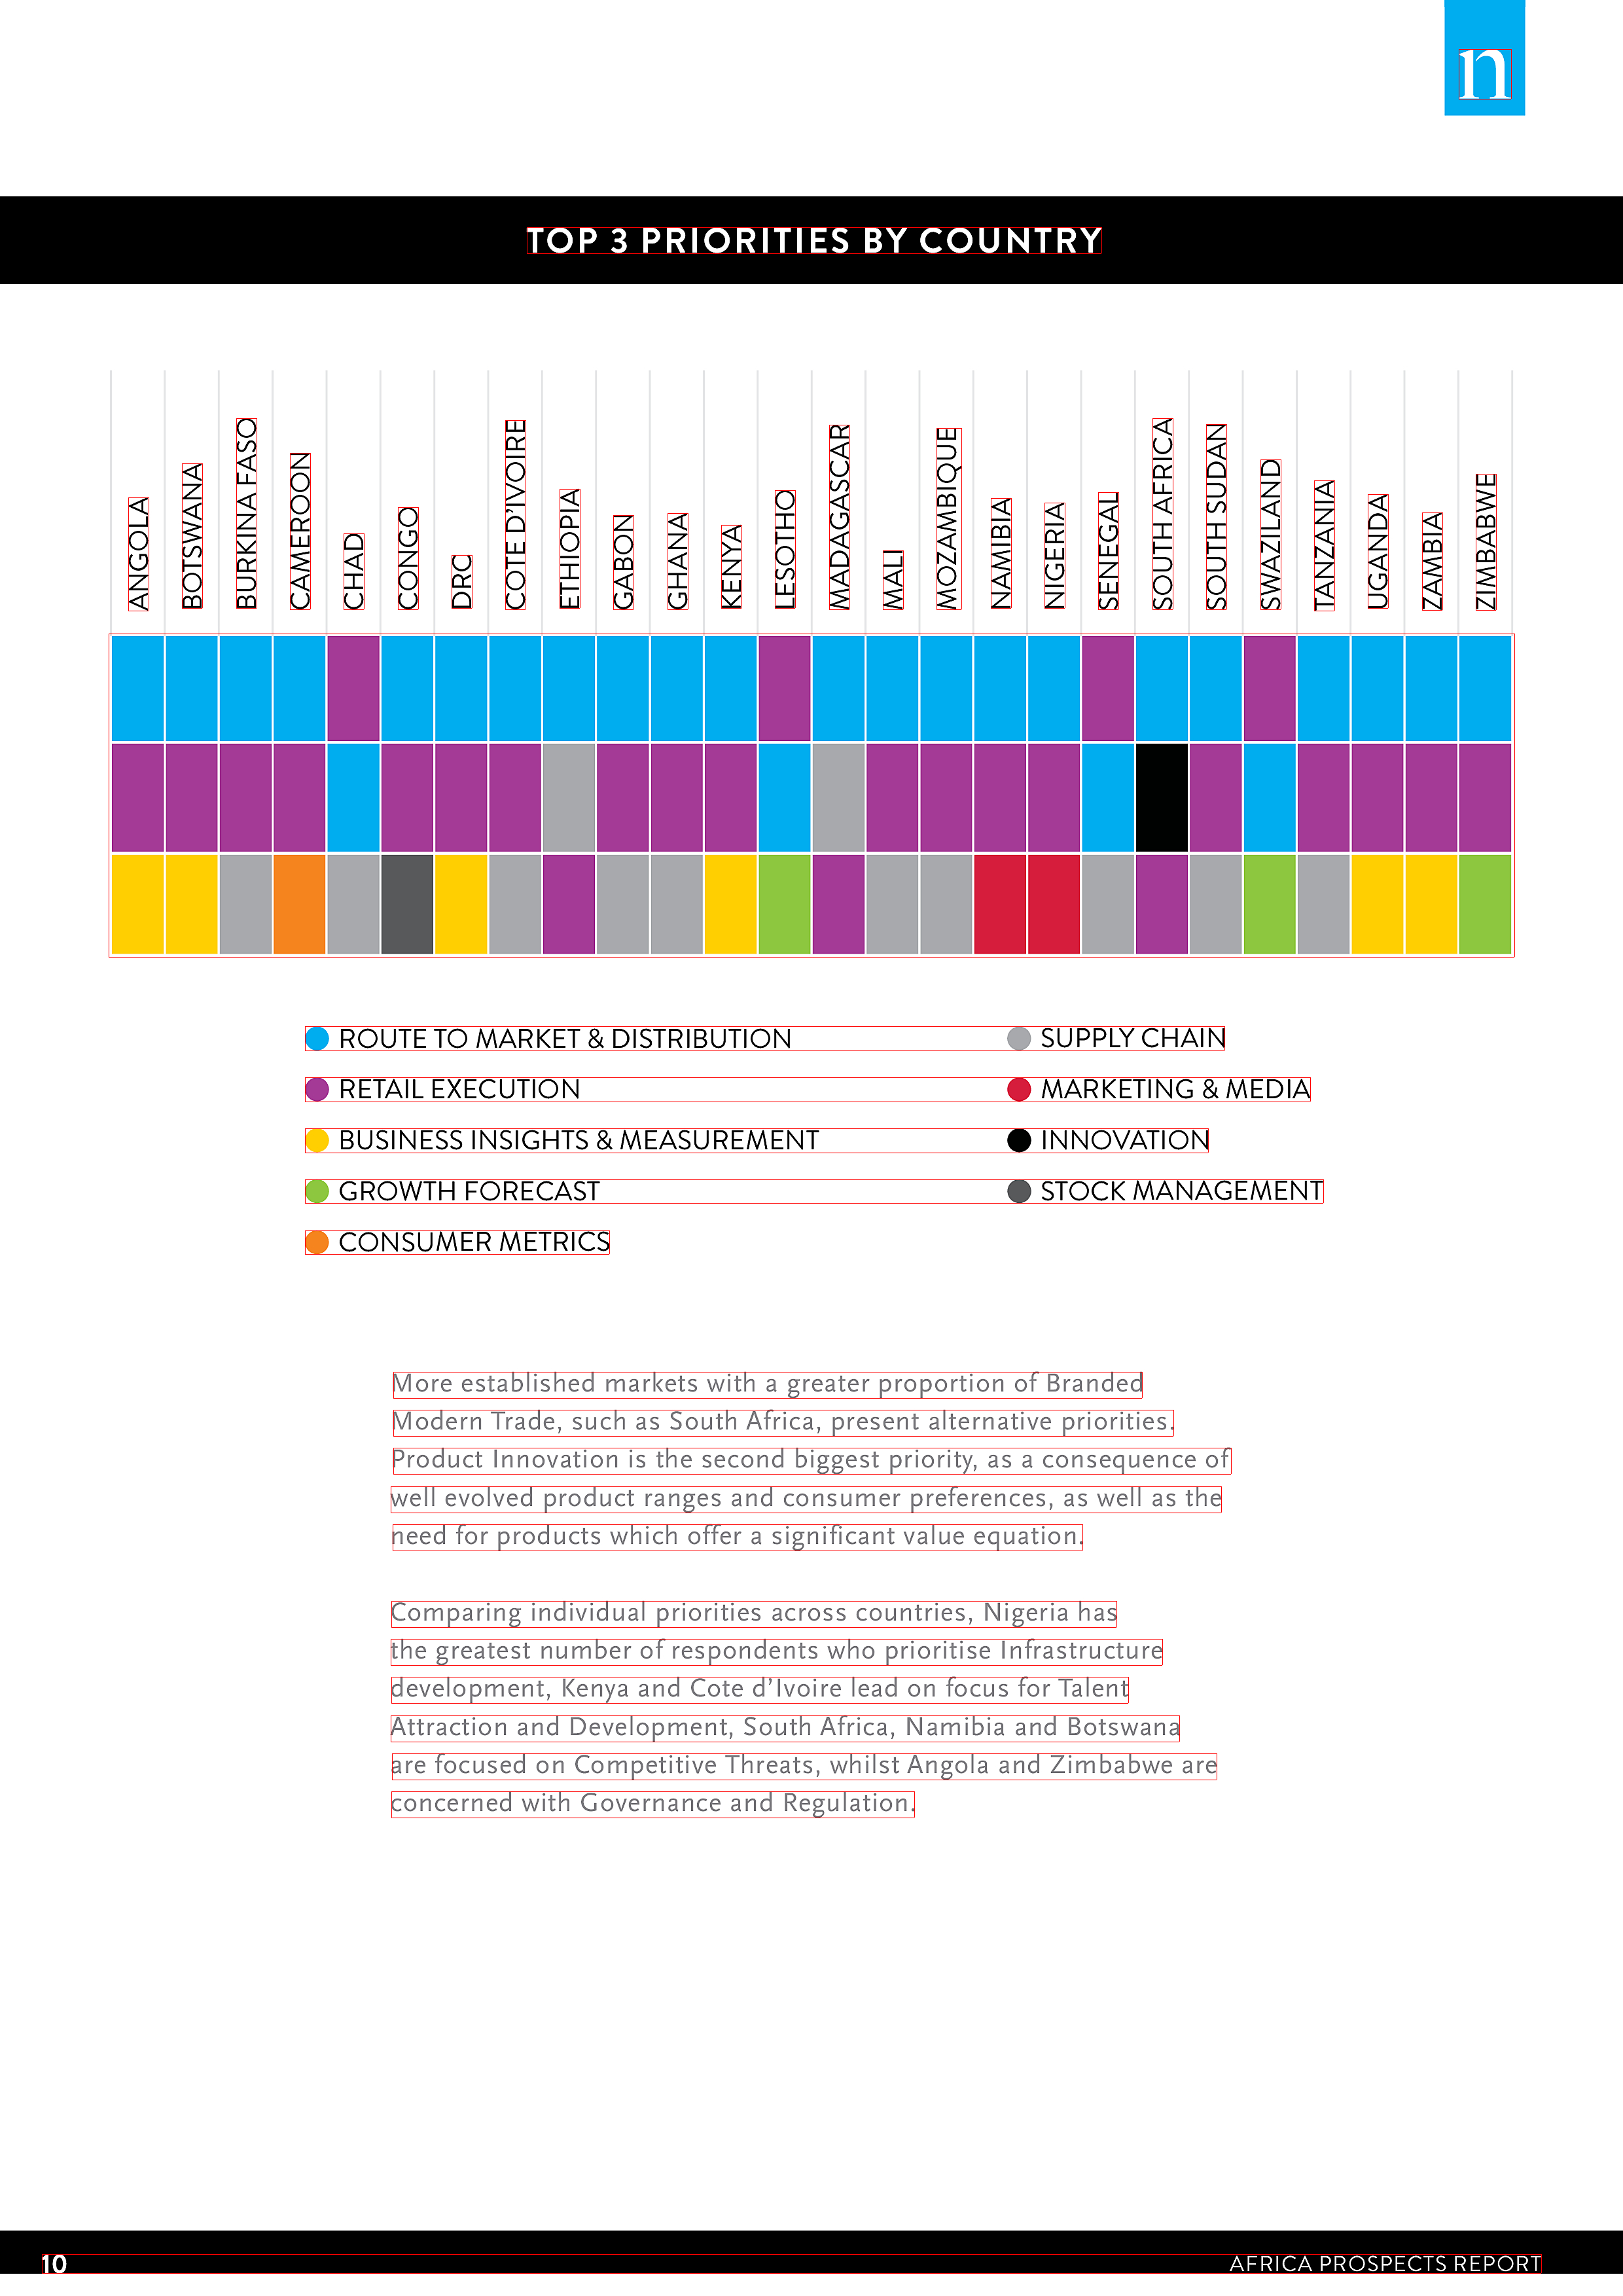 n
TOP 3 PRIORITIES BY COUNTRY
ANGOLA
BOTSWANA
BURKINA FASO
CAMEROON
CHAD
CONGO
DRC
COTE D'IVOIRE
ETHIOPIA
GABON
GHANA
KENYA
LESOTHO
MADAGASCAR
MALI
MOZAMBIQUE
NAMIBIA
NIGERIA
SENEGAL
SOUTH AFRICA
SOUTH SUDAN
SWAZILAND
TANZANIA
UGANDA
ZAMBIA
ZIMBABWE
ROUTE TO MARKET & DISTRIBUTION SUPPLY CHAIN
RETAIL EXECUTION MARKETING & MEDIA
BUSINESS INSIGHTS & MEASUREMENT INNOVATION
GROWTH FORECAST STOCK MANAGEMENT
CONSUMER METRICS
More established markets with a greater proportion of Branded
Modern Trade, such as South Africa, present alternative priorities.
Product Innovation is the second biggest priority, as a consequence of
well evolved product ranges and consumer preferences, as well as the
need for products which offer a significant value equation.
Comparing individual priorities across countries, Nigeria has
the greatest number of respondents who prioritise Infrastructure
development, Kenya and Cote d'Ivoire lead on focus for Talent
Attraction and Development, South Africa, Namibia and Botswana
are focused on Competitive Threats, whilst Angola and Zimbabwe are
concerned with Governance and Regulation.
10 AFRICA PROSPECTS REPORT